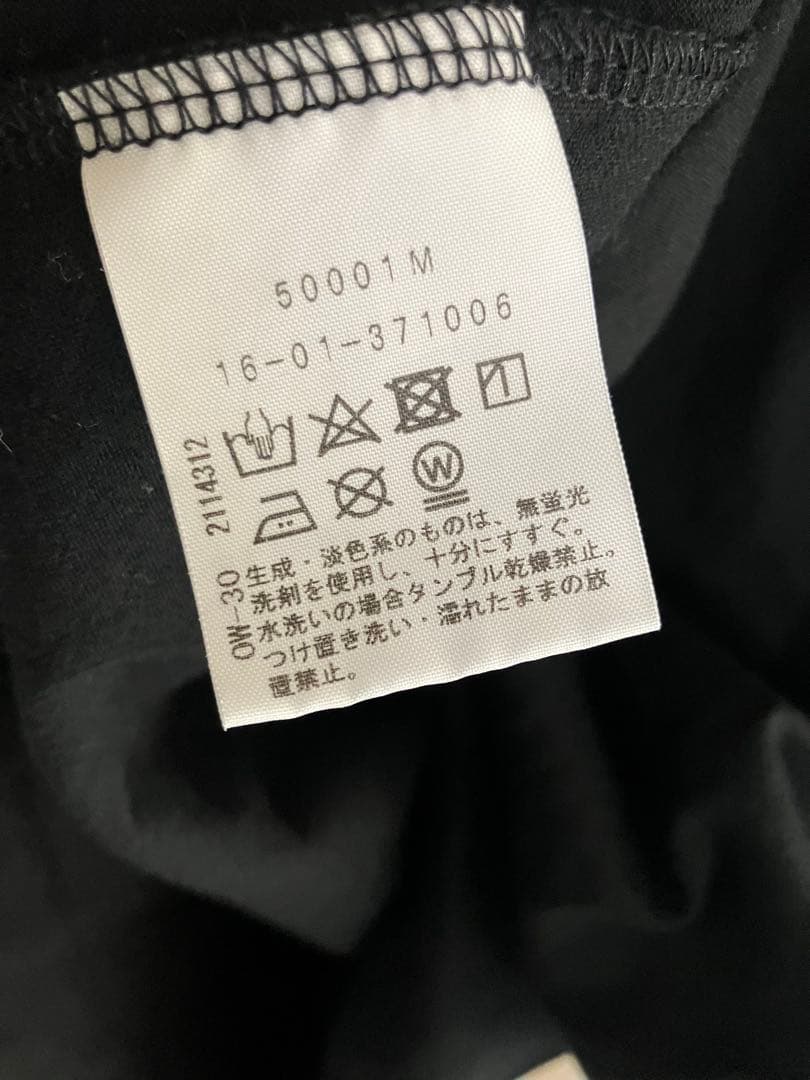 50001M
16-01-371006
W
生成・淡色系のものは、無蛍光
洗剤を使用し、十分にすすぐ。
水洗いの場合タンブル乾燥禁止。
つけ置き洗い・濡れたままの放
置禁止。
OW-30 2114312